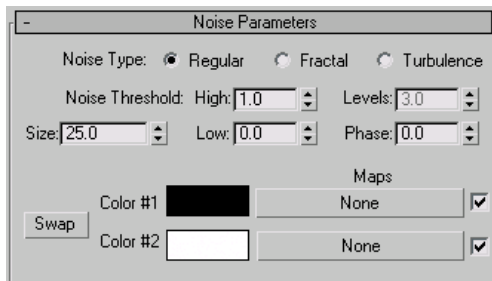 - Noise Parameters
Noise Type: Regular Fractal Turbulence
Noise Threshold: High: 1.0 Levels: 3.0
Size: 25.0 Low: 0.0 Phase: 0.0
Maps
Color #1 None
Swap
Color #2 None